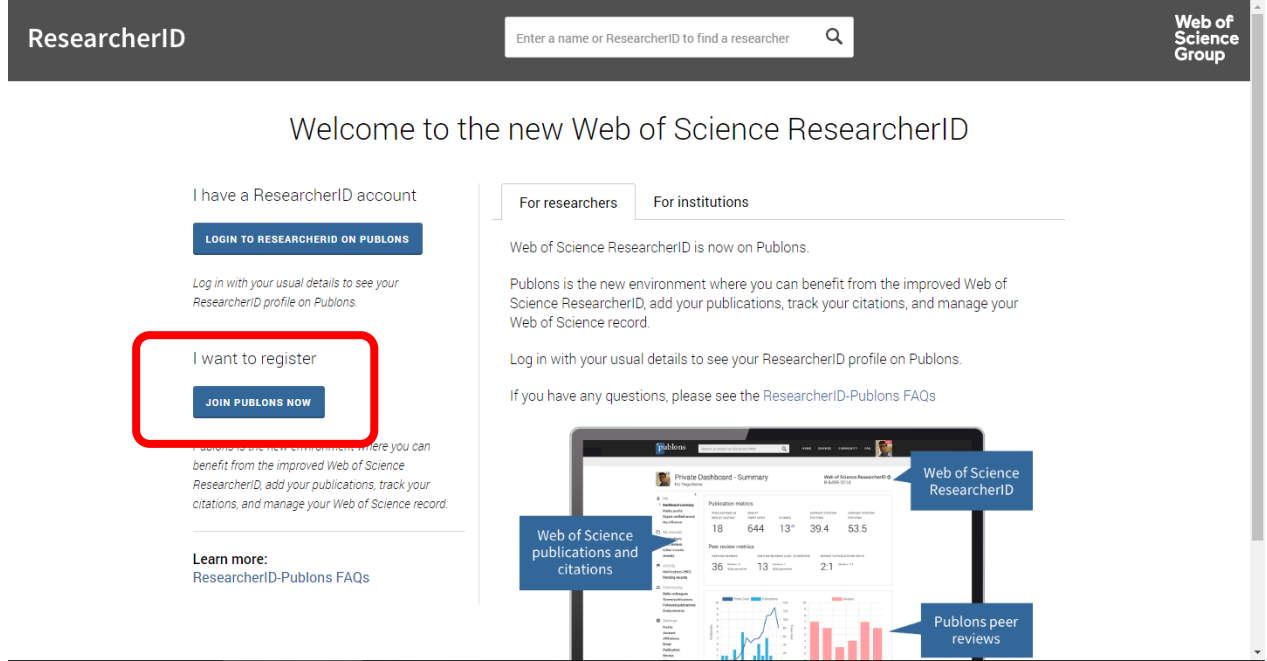 ResearcherID
Enter a name or ResearcherID to find a researcher
Web of
Science
Group
Welcome to the new Web of Science ResearcherID
I have a ResearcherID account
LOGIN TO RESEARCHERID ON PUBLONS
Log in with your usual details to see your
ResearcherID profile on Publons.
I want to register
JOIN PUBLONS NOW
Publons is the new environment where you can
benefit from the improved Web of Science
ResearcherID, add your publications, track your
citations, and manage your Web of Science record.
Learn more:
ResearcherID-Publons FAQs
For researchers
For institutions
Web of Science ResearcherID is now on Publons.
Publons is the new environment where you can benefit from the improved Web of
Science ResearcherID, add your publications, track your citations, and manage your
Web of Science record.
Log in with your usual details to see your ResearcherID profile on Publons.
If you have any questions, please see the ResearcherID-Publons FAQs
publons
Private Dashboard - Summary
Web of Science ResearcherID
Publication metrics
18 644 13 39.4 53.5
Peer review metrics
36 13 2:1
Web of Science
ResearcherID
Web of Science
publications and
citations
Publons peer
reviews